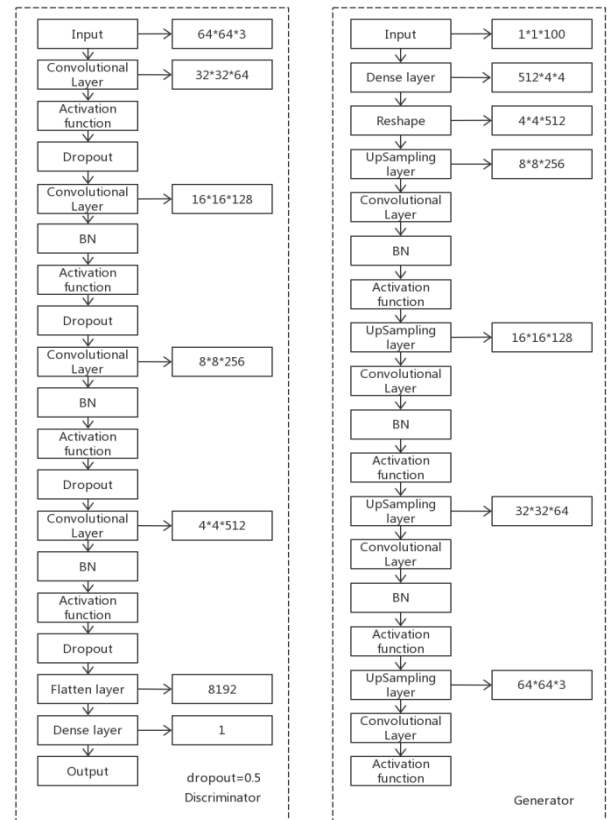 Input
64*64*3
Convolutional
Layer
32*32*64
Activation
function
Dropout
Convolutional
Layer
16*16*128
BN
Activation
function
Dropout
Convolutional
Layer
8*8*256
BN
Activation
function
Dropout
Convolutional
Layer
4*4*512
BN
Activation
function
Dropout
Flatten layer
8192
Dense layer
1
Output
dropout=0.5
Discriminator
Input
1*1*100
Dense layer
512*4*4
Reshape
4*4*512
UpSampling
layer
8*8*256
Convolutional
Layer
BN
Activation
function
UpSampling
layer
16*16*128
Convolutional
Layer
BN
Activation
function
UpSampling
layer
32*32*64
Convolutional
Layer
BN
Activation
function
UpSampling
layer
64*64*3
Convolutional
Layer
Activation
function
Generator